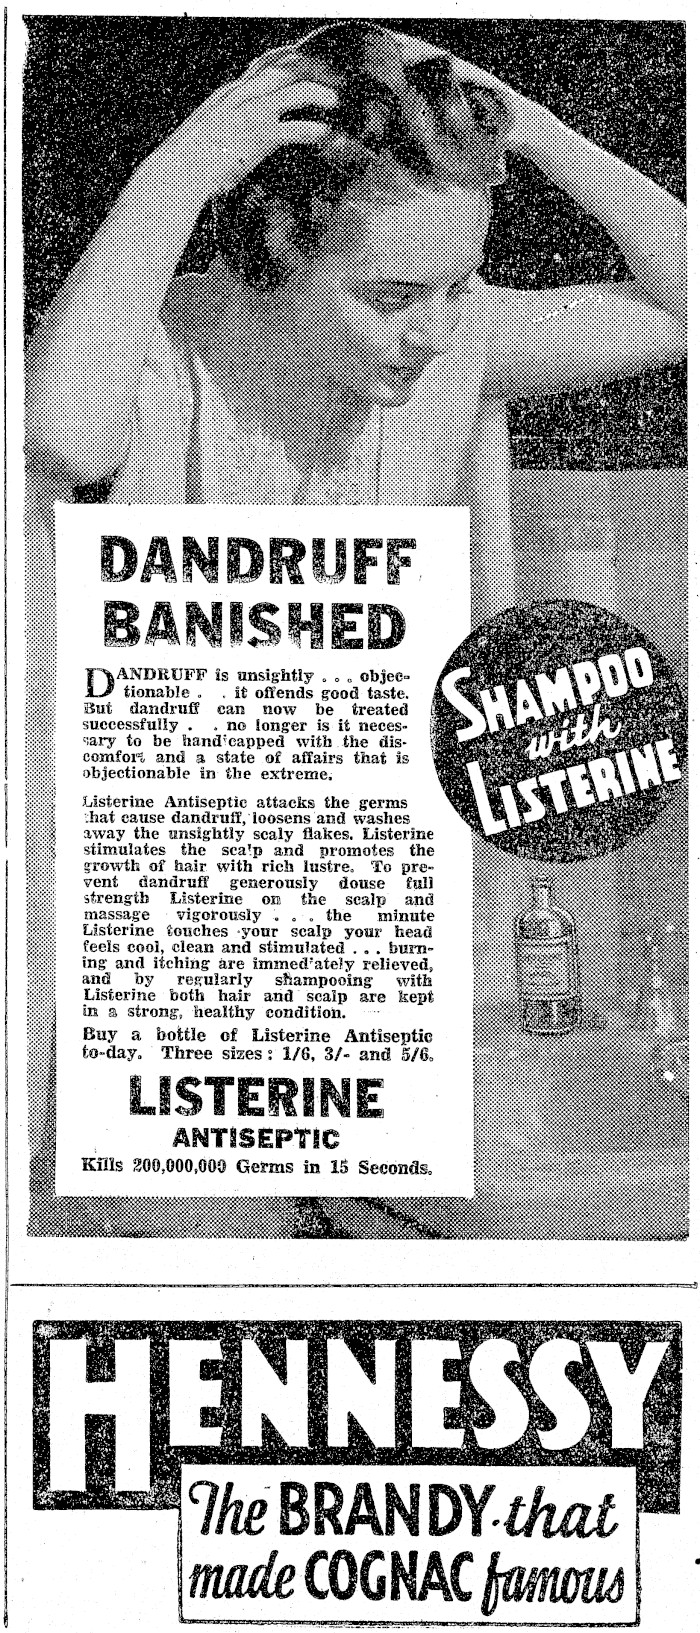 DANDRUFF
BANISHED
DANDRUFF is unsightly . . . objec-
tionable . . it offends good taste.
But dandruff can now be treated
successfully . . no longer is it neces-
sary to be handicapped with the dis-
comfort and a state of affairs that is
objectionable in the extreme.
Listerine Antiseptic attacks the germs
that cause dandruff, loosens and washes
away the unsightly scaly flakes. Listerine
stimulates the scalp and promotes the
growth of hair with rich lustre. To pre-
vent dandruff generously douse full
strength Listerine on the scalp and
massage vigorously . . . the minute
Listerine touches your scalp your head
feels cool, clean and stimulated . . . burn-
ing and itching are immediately relieved,
and by regularly shampooing with
Listerine both hair and scalp are kept
in a strong, healthy condition.
Buy a bottle of Listerine Antiseptic
to-day. Three sizes: 1/6, 3/- and 5/6.
LISTERINE
ANTISEPTIC
Kills 200,000,000 Germs in 15 Seconds.
SHAMPOO
with
LISTERINE
HENNESSY
The BRANDY that
made COGNAC famous